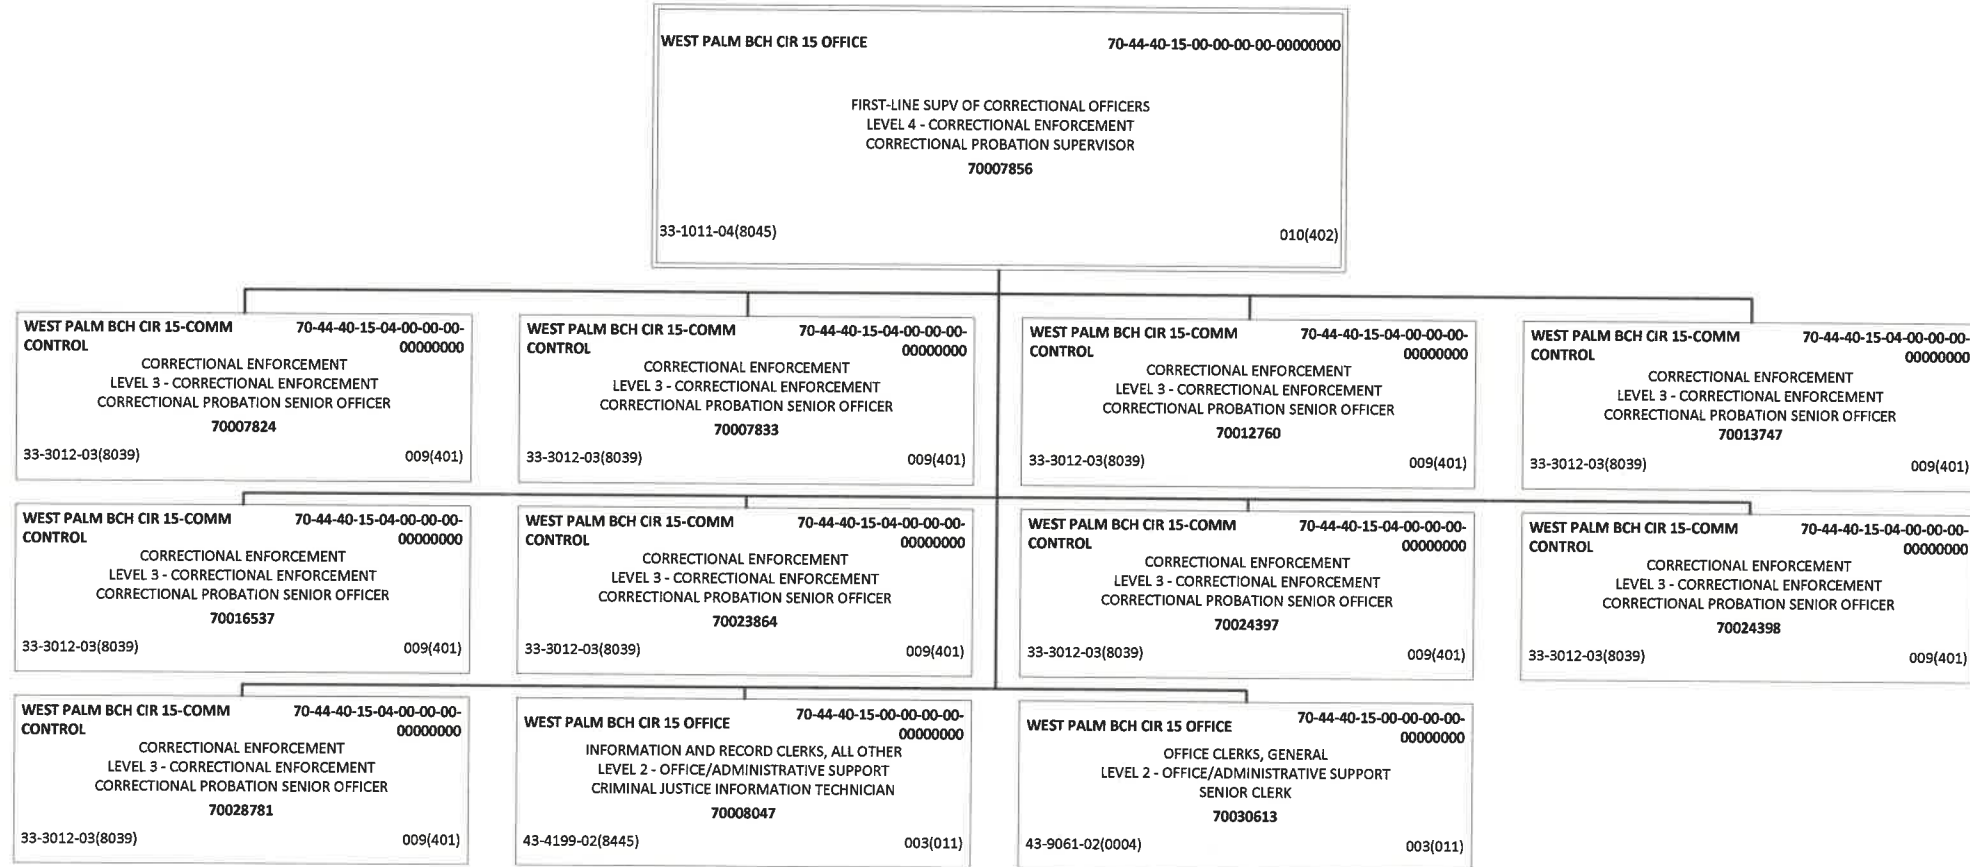 WEST PALM BCH CIR 15 OFFICE 70-44-40-15-00-00-00-00-00000000
FIRST-LINE SUPV OF CORRECTIONAL OFFICERS
LEVEL 4 - CORRECTIONAL ENFORCEMENT
CORRECTIONAL PROBATION SUPERVISOR
70007856
33-1011-04(8045) 010(402)
WEST PALM BCH CIR 15-COMM 70-44-40-15-04-00-00-00-
CONTROL 00000000
CORRECTIONAL ENFORCEMENT
LEVEL 3 - CORRECTIONAL ENFORCEMENT
CORRECTIONAL PROBATION SENIOR OFFICER
70007824
33-3012-03(8039) 009(401)
WEST PALM BCH CIR 15-COMM 70-44-40-15-04-00-00-00-
CONTROL 00000000
CORRECTIONAL ENFORCEMENT
LEVEL 3 - CORRECTIONAL ENFORCEMENT
CORRECTIONAL PROBATION SENIOR OFFICER
70007833
33-3012-03(8039) 009(401)
WEST PALM BCH CIR 15-COMM 70-44-40-15-04-00-00-00-
CONTROL 00000000
CORRECTIONAL ENFORCEMENT
LEVEL 3 - CORRECTIONAL ENFORCEMENT
CORRECTIONAL PROBATION SENIOR OFFICER
70012760
33-3012-03(8039) 009(401)
WEST PALM BCH CIR 15-COMM 70-44-40-15-04-00-00-00-
CONTROL 00000000
CORRECTIONAL ENFORCEMENT
LEVEL 3 - CORRECTIONAL ENFORCEMENT
CORRECTIONAL PROBATION SENIOR OFFICER
70013747
33-3012-03(8039) 009(401)
WEST PALM BCH CIR 15-COMM 70-44-40-15-04-00-00-00-
CONTROL 00000000
CORRECTIONAL ENFORCEMENT
LEVEL 3 - CORRECTIONAL ENFORCEMENT
CORRECTIONAL PROBATION SENIOR OFFICER
70016537
33-3012-03(8039) 009(401)
WEST PALM BCH CIR 15-COMM 70-44-40-15-04-00-00-00-
CONTROL 00000000
CORRECTIONAL ENFORCEMENT
LEVEL 3 - CORRECTIONAL ENFORCEMENT
CORRECTIONAL PROBATION SENIOR OFFICER
70023864
33-3012-03(8039) 009(401)
WEST PALM BCH CIR 15-COMM 70-44-40-15-04-00-00-00-
CONTROL 00000000
CORRECTIONAL ENFORCEMENT
LEVEL 3 - CORRECTIONAL ENFORCEMENT
CORRECTIONAL PROBATION SENIOR OFFICER
70024397
33-3012-03(8039) 009(401)
WEST PALM BCH CIR 15-COMM 70-44-40-15-04-00-00-00-
CONTROL 00000000
CORRECTIONAL ENFORCEMENT
LEVEL 3 - CORRECTIONAL ENFORCEMENT
CORRECTIONAL PROBATION SENIOR OFFICER
70024398
33-3012-03(8039) 009(401)
WEST PALM BCH CIR 15-COMM 70-44-40-15-04-00-00-00-
CONTROL 00000000
CORRECTIONAL ENFORCEMENT
LEVEL 3 - CORRECTIONAL ENFORCEMENT
CORRECTIONAL PROBATION SENIOR OFFICER
70028781
33-3012-03(8039) 009(401)
WEST PALM BCH CIR 15 OFFICE 70-44-40-15-00-00-00-00-
00000000
INFORMATION AND RECORD CLERKS, ALL OTHER
LEVEL 2 - OFFICE/ADMINISTRATIVE SUPPORT
CRIMINAL JUSTICE INFORMATION TECHNICIAN
70008047
43-4199-02(8445) 003(011)
WEST PALM BCH CIR 15 OFFICE 70-44-40-15-00-00-00-00-
00000000
OFFICE CLERKS, GENERAL
LEVEL 2 - OFFICE/ADMINISTRATIVE SUPPORT
SENIOR CLERK
70030613
43-9061-02(0004) 003(011)